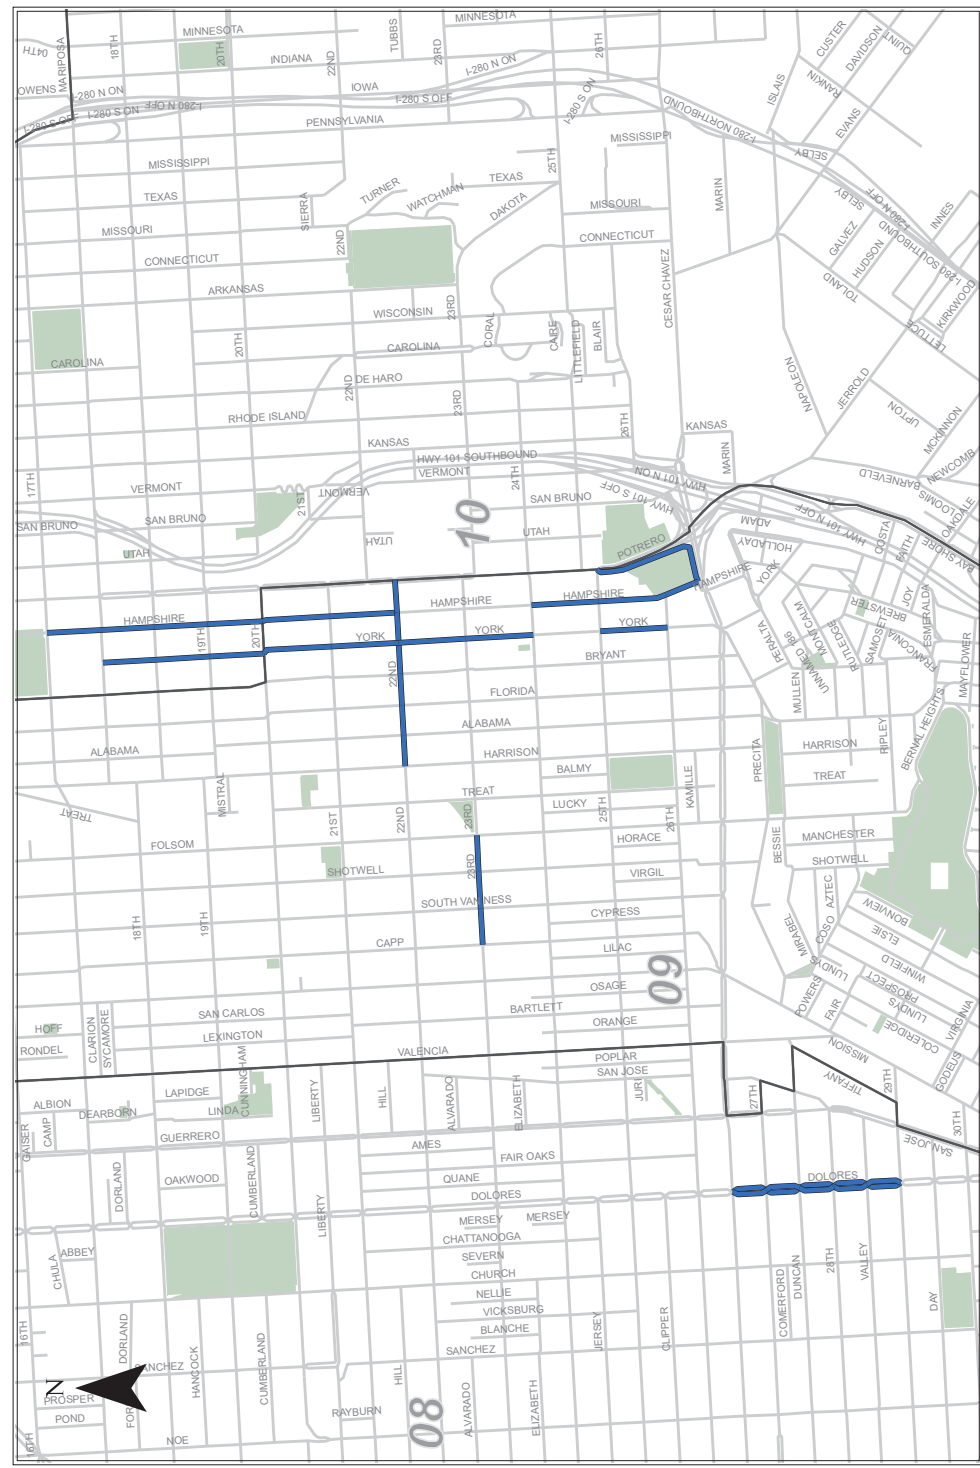 MINNESOTA
MINNESOTA
TUBBS
CUSTER
DAVIDSON
QUINT
04TH
MARIPOSA
18TH
20TH
INDIANA
22ND
23RD
26TH
RANKIN
OWENS
I-280 N ON
I-280 N ON
IOWA
I-280 S OFF
I-280 N OFF
I-280 S ON
I-280 S OFF
I-280 S ON
ISLAIS
EVANS
PENNSYLVANIA
I-280 NORTHBOUND
MISSISSIPPI
MISSISSIPPI
25TH
SELBY
TEXAS
TEXAS
TURNER
WATCHMAN
DAKOTA
MARIN
SELBY
I-280 N OFF
SIERRA
MISSOURI
MISSOURI
INNES
22ND
CONNECTICUT
CONNECTICUT
GALVEZ
HUDSON
I-280 SOUTHBOUND
CESAR CHAVEZ
TOLAND
ARKANSAS
KIRKWOOD
WISCONSIN
23RD
CORAL
CAIRE
LITTLEFIELD
BLAIR
LETTUCE
20TH
CAROLINA
CAROLINA
DE HARO
22ND
23RD
NAPOLEON
JERROLD
RHODE ISLAND
26TH
KANSAS
UPTON
MCKINNON
KANSAS
HWY 101 SOUTHBOUND
VERMONT
24TH
MARIN
NEWCOMB
17TH
VERMONT
VERMONT
21ST
HWY 101 N ON
HWY 101 S OFF
BARNEVELD
LOOMIS
OAKDALE
SAN BRUNO
SAN BRUNO
SAN BRUNO
10
UTAH
UTAH
UTAH
POTRERO
ADAM
HWY 101 N OFF
HOLLADAY
COSTA
FAITH
BAY SHORE
HAMPSHIRE
HAMPSHIRE
HAMPSHIRE
HAMPSHIRE
YORK
JOY
BREWSTER
ESMERALDA
19TH
20TH
YORK
YORK
YORK
22ND
PERALTA
UNNAMED 186
MONTCALM
RUTLEDGE
SAMOSET
FRANCONIA
MAYFLOWER
BRYANT
FLORIDA
MULLEN
ALABAMA
ALABAMA
HARRISON
HARRISON
PRECITA
RIPLEY
BERNAL HEIGHTS
BALMY
TREAT
TREAT
TREAT
MISTRAL
21ST
22ND
23RD
LUCKY
25TH
KAMILLE
26TH
FOLSOM
HORACE
BESSIE
MANCHESTER
SHOTWELL
SHOTWELL
23RD
VIRGIL
SOUTH VAN NESS
CYPRESS
18TH
19TH
CAPP
LILAC
MIRABEL
COSO
AZTEC
BONVIEW
ELSIE
WINFIELD
09
OSAGE
POWERS
LUNDYS
PROSPECT
LUNDYS
FAIR
COLERIDGE
VIRGINIA
BARTLETT
HOFF
CLARION
SYCAMORE
SAN CARLOS
LEXINGTON
ORANGE
RONDEL
VALENCIA
POPLAR
SAN JOSE
MISSION
GODEUS
ALBION
CAMP
DEARBORN
LAPIDGE
LINDA
CUNNINGHAM
LIBERTY
HILL
ALVARADO
ELIZABETH
JURI
27TH
TIFFANY
29TH
30TH
GAISER
GUERRERO
AMES
SAN JOSE
FAIR OAKS
DORLAND
OAKWOOD
CUMBERLAND
QUANE
DOLORES
DOLORES
LIBERTY
MERSEY
MERSEY
CHATTANOOGA
CHULA
ABBEY
SEVERN
CHURCH
28TH
VALLEY
DUNCAN
COMERFORD
DAY
NELLIE
VICKSBURG
BLANCHE
JERSEY
CLIPPER
16TH
DORLAND
SANCHEZ
SANCHEZ
HANCOCK
CUMBERLAND
HILL
ALVARADO
ELIZABETH
N
PROSPER
POND
RAYBURN
08
16TH
NOE